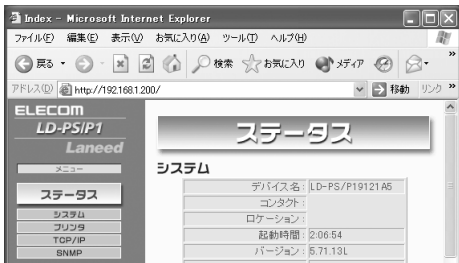 Index - Microsoft Internet Explorer
ファイル(F) 編集(E) 表示(V) お気に入り(A) ツール(T) ヘルプ(H)
戻る 検索 お気に入り メディア
アドレス(D) http://192.168.1.200/ 移動 リンク
ELECOM
LD-PS/P1
Laneed
メニュー
ステータス
システム
プリンタ
TCP/IP
SNMP
ステータス
システム
デバイス名: LD-PS/P19121A5
コンタクト:
ロケーション:
起動時間: 2:06:54
バージョン: 5.71.13L